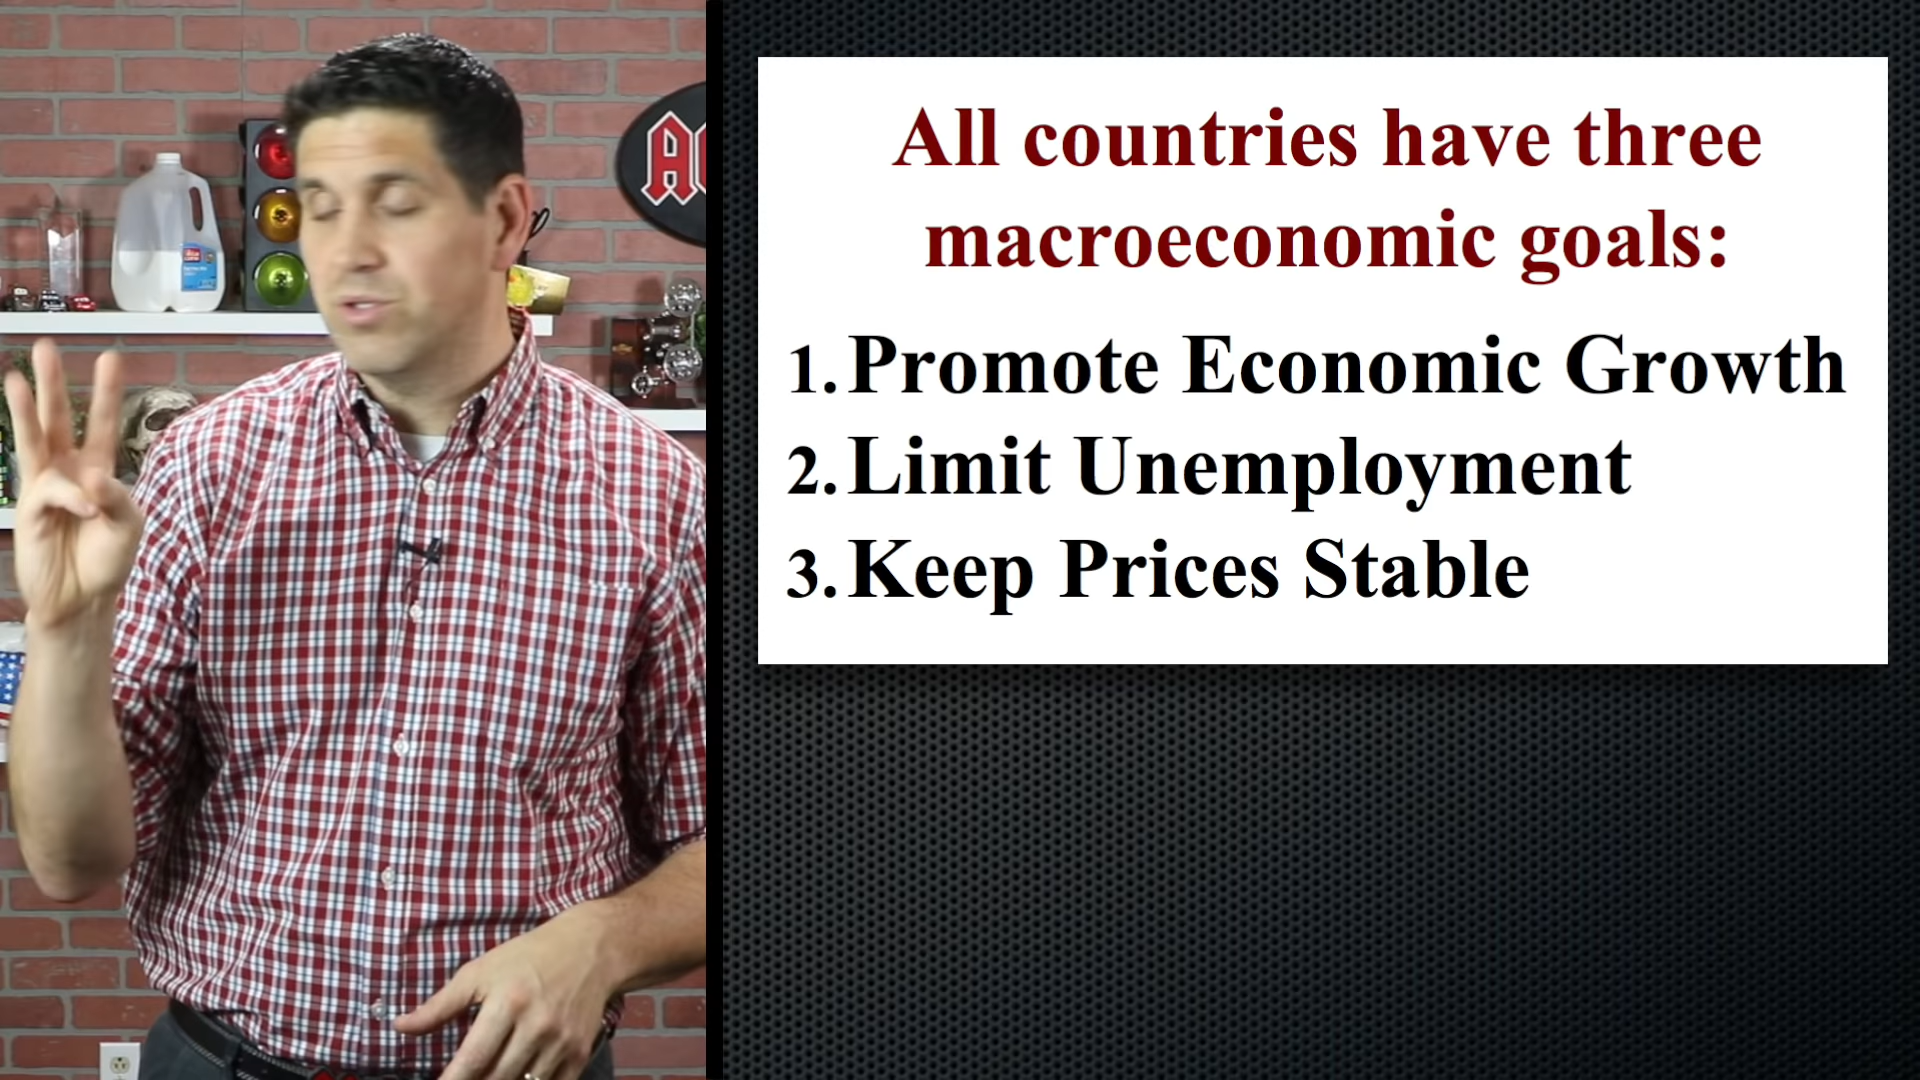 All countries have three
macroeconomic goals:
1. Promote Economic Growth
2. Limit Unemployment
3. Keep Prices Stable